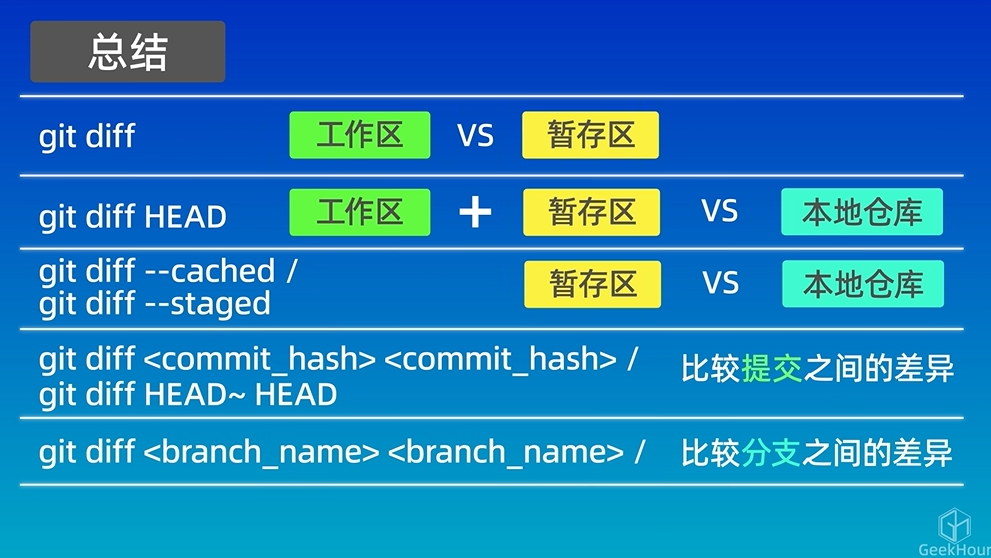 总结
git diff 工作区 VS 暂存区
git diff HEAD 工作区 + 暂存区 VS 本地仓库
git diff --cached /
git diff --staged 暂存区 VS 本地仓库
git diff <commit_hash> <commit_hash> /
git diff HEAD~ HEAD 比较提交之间的差异
git diff <branch_name> <branch_name> / 比较分支之间的差异
GeekHour